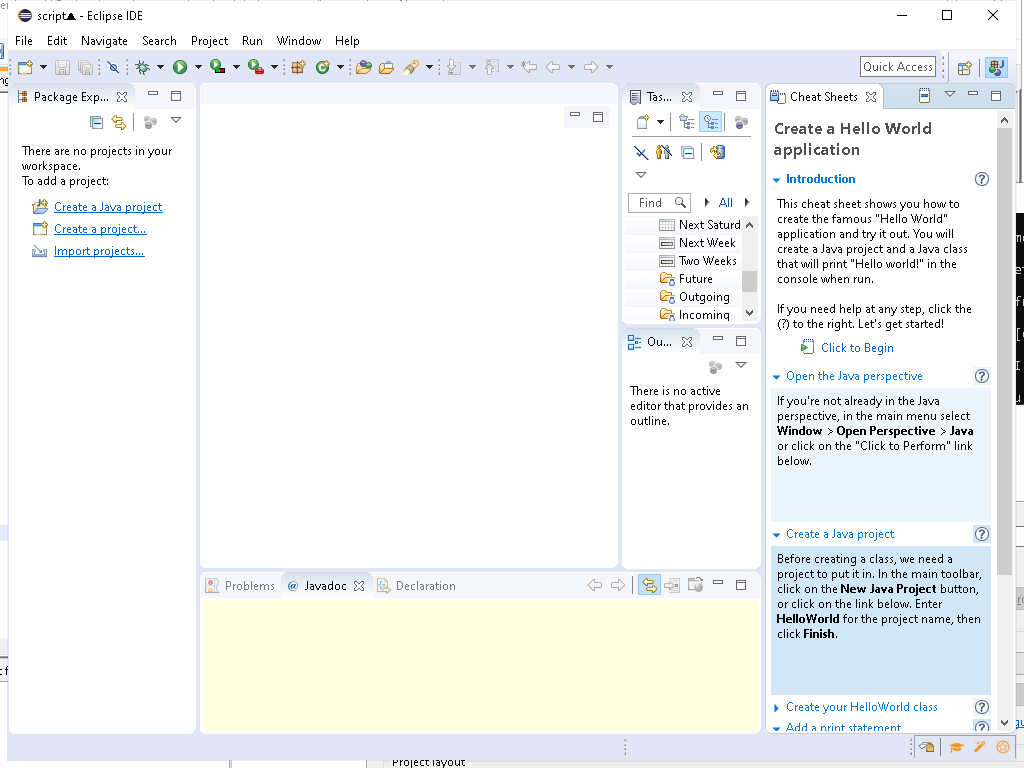 script▲ - Eclipse IDE
File Edit Navigate Search Project Run Window Help
Quick Access
Package Exp...
There are no projects in your
workspace.
To add a project:
Create a Java project
Create a project...
Import projects...
Tas...
Find
All
Next Saturd
Next Week
Two Weeks
Future
Outgoing
Incoming
Ou...
There is no active
editor that provides an
outline.
Problems
@ Javadoc
Declaration
Cheat Sheets
Create a Hello World
application
Introduction
This cheat sheet shows you how to
create the famous "Hello World"
application and try it out. You will
create a Java project and a Java class
that will print "Hello world!" in the
console when run.
If you need help at any step, click the
(?) to the right. Let's get started!
Click to Begin
Open the Java perspective
If you're not already in the Java
perspective, in the main menu select
Window > Open Perspective > Java
or click on the "Click to Perform" link
below.
Create a Java project
Before creating a class, we need a
project to put it in. In the main toolbar,
click on the New Java Project button,
or click on the link below. Enter
HelloWorld for the project name, then
click Finish.
Create your HelloWorld class
Add a print statement
Project layout